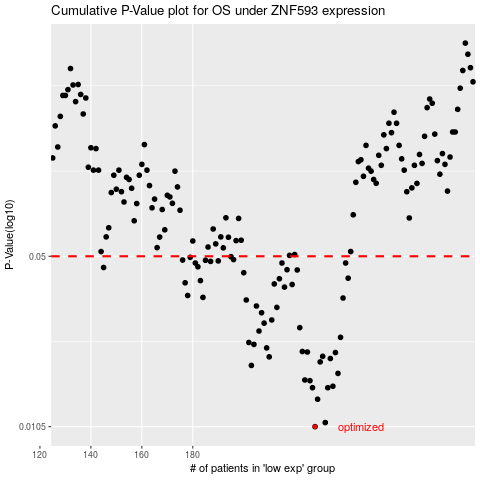 Cumulative P-Value plot for OS under ZNF593 expression
P-Value(log10)
0.05
0.0105
optimized
120 140 160 180
# of patients in 'low exp' group